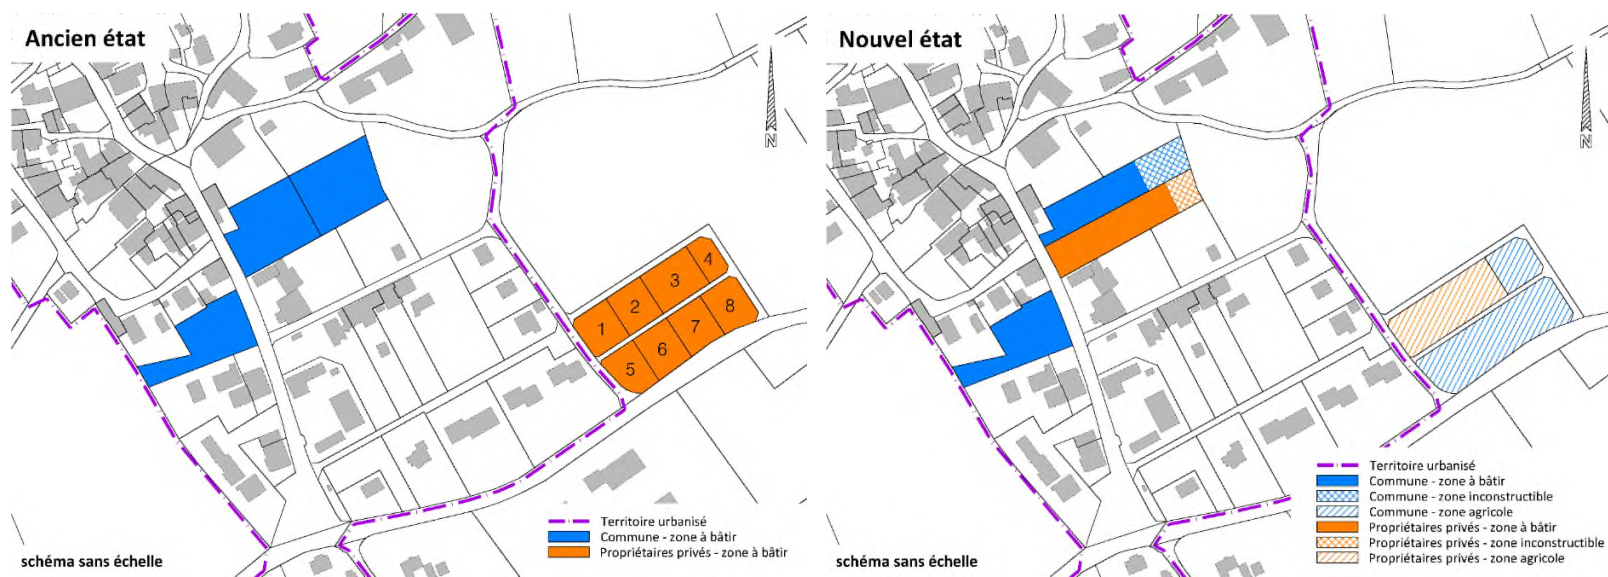 Ancien état
N
1
2
3
4
5
6
7
8
Territoire urbanisé
Commune - zone à bâtir
Propriétaires privés - zone à bâtir
schéma sans échelle
Nouvel état
N
Territoire urbanisé
Commune - zone à bâtir
Commune - zone inconstructible
Commune - zone agricole
Propriétaires privés - zone à bâtir
Propriétaires privés - zone inconstructible
Propriétaires privés - zone agricole
schéma sans échelle